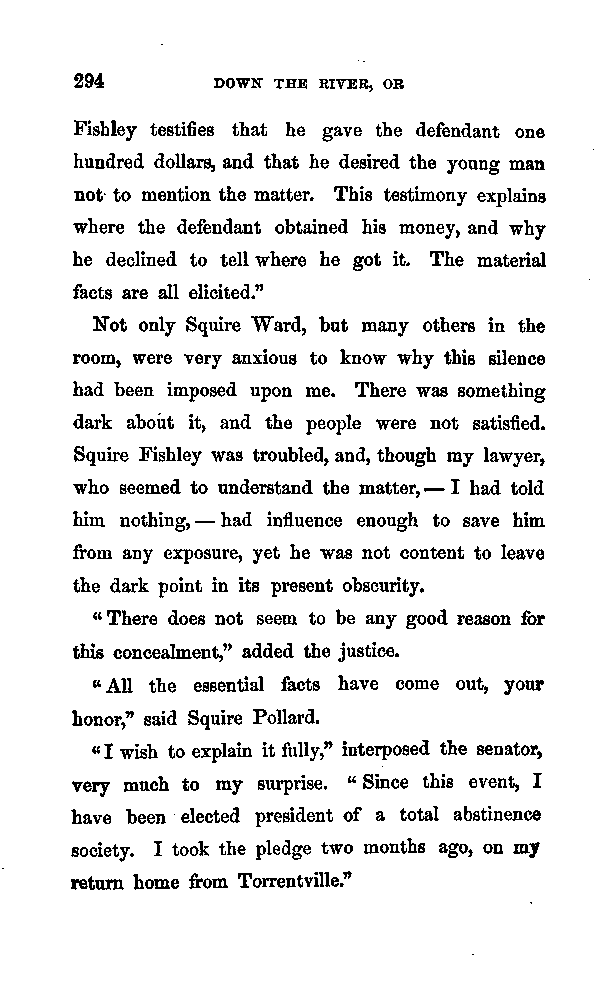 294 DOWN THE RIVER, OR
Fishley testifies that he gave the defendant one
hundred dollars, and that he desired the young man
not to mention the matter. This testimony explains
where the defendant obtained his money, and why
he declined to tell where he got it. The material
facts are all elicited.”
Not only Squire Ward, but many others in the
room, were very anxious to know why this silence
had been imposed upon me. There was something
dark about it, and the people were not satisfied.
Squire Fishley was troubled, and, though my lawyer,
who seemed to understand the matter, — I had told
him nothing, — had influence enough to save him
from any exposure, yet he was not content to leave
the dark point in its present obscurity.
“There does not seem to be any good reason for
this concealment,” added the justice.
“All the essential facts have come out, your
honor,” said Squire Pollard.
“I wish to explain it fully,” interposed the senator,
very much to my surprise. “Since this event, I
have been elected president of a total abstinence
society. I took the pledge two months ago, on my
return home from Torrentville.”